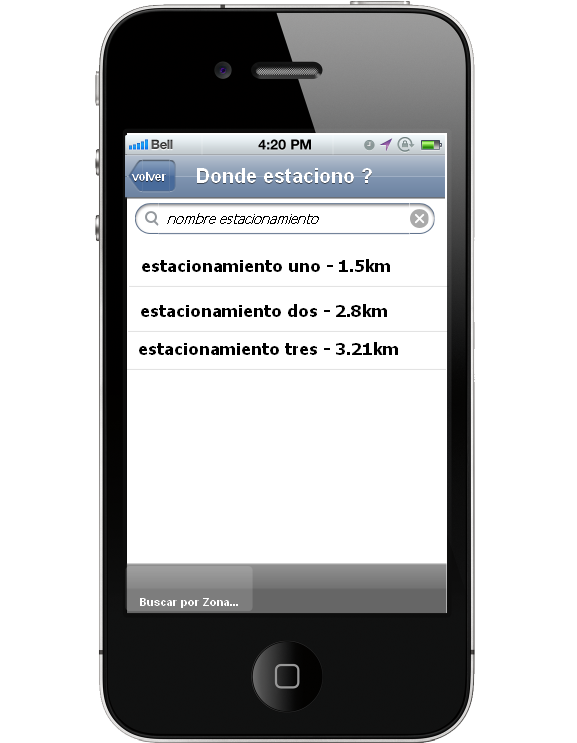 Bell 4:20 PM
volver Donde estaciono ?
nombre estacionamiento
estacionamiento uno - 1.5km
estacionamiento dos - 2.8km
estacionamiento tres - 3.21km
Buscar por Zona...